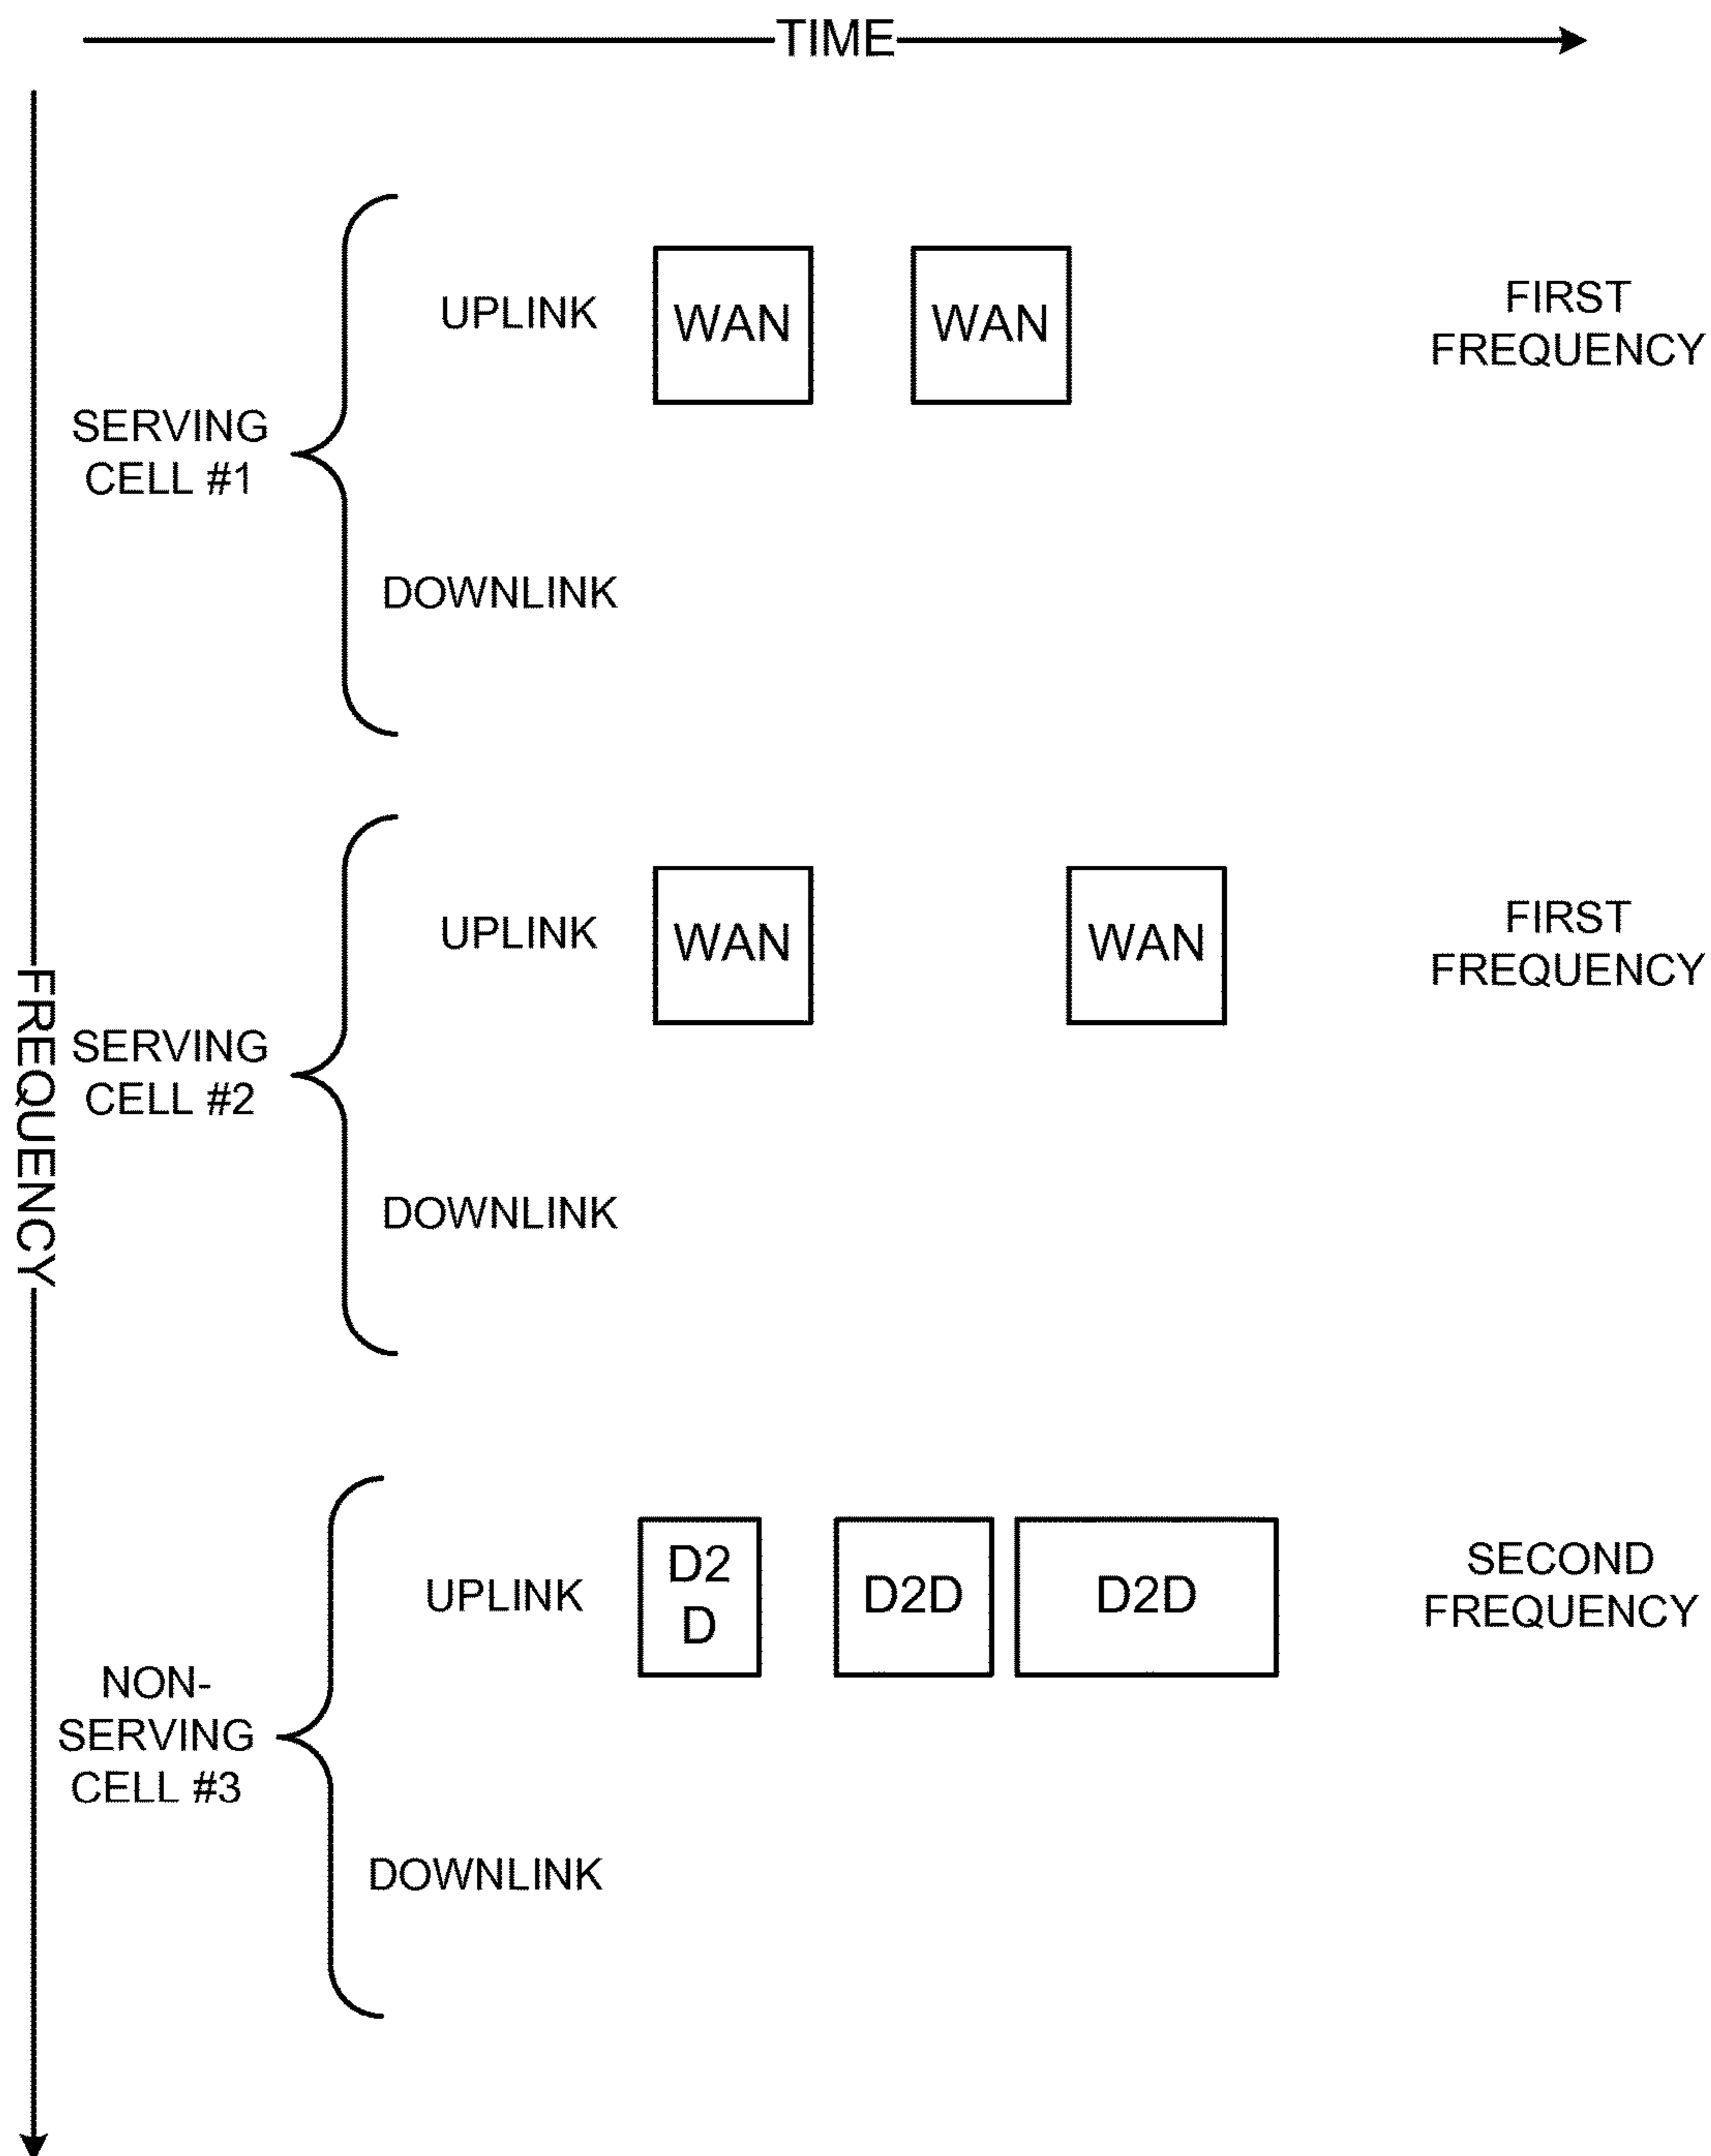 TIME
FREQUENCY
SERVING
CELL #1
UPLINK
WAN
WAN
FIRST
FREQUENCY
DOWNLINK
SERVING
CELL #2
UPLINK
WAN
WAN
FIRST
FREQUENCY
DOWNLINK
NON-
SERVING
CELL #3
UPLINK
D2
D
D2D
D2D
SECOND
FREQUENCY
DOWNLINK